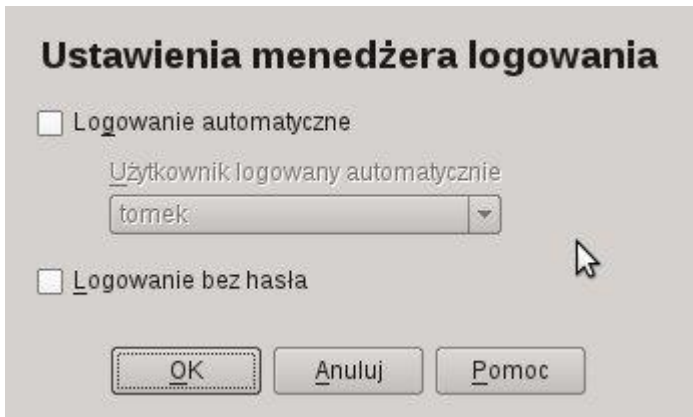 Ustawienia menedżera logowania
Logowanie automatyczne
Użytkownik logowany automatycznie
tomek
Logowanie bez hasła
OK Anuluj Pomoc